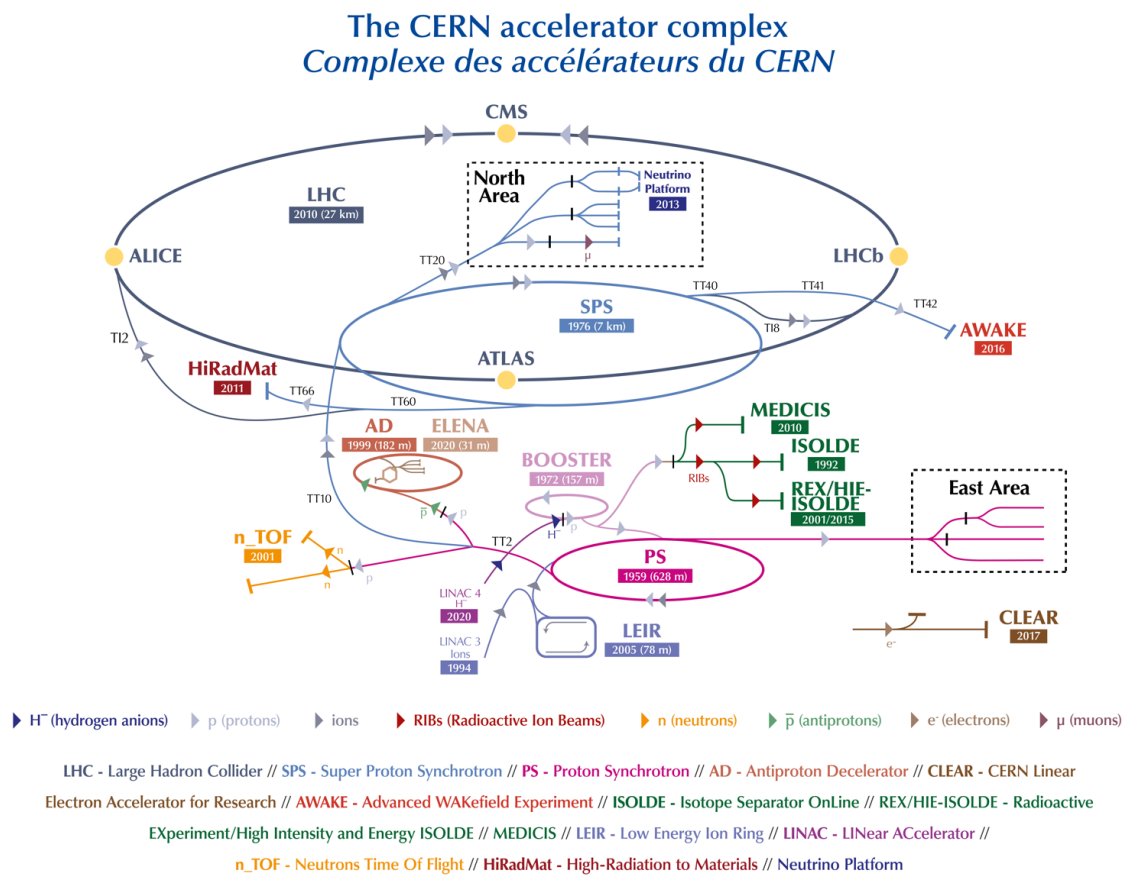 The CERN accelerator complex
Complexe des accélérateurs du CERN
CMS
North
Area
Neutrino
Platform
2013
LHC
2010 (27 km)
μ
ALICE
LHCb
TT20
SPS
1976 (7 km)
TT40
TT41
TT42
TI8
AWAKE
2016
TI2
ATLAS
HiRadMat
2011
TT66
TT60
AD
1999 (182 m)
ELENA
2020 (31 m)
MEDICIS
2010
BOOSTER
1972 (157 m)
ISOLDE
1992
RIBs
REX/HIE-
ISOLDE
2001/2015
East Area
TT10
p̅
p
H⁻
p
n_TOF
2001
n
n
p
TT2
PS
1959 (628 m)
LINAC 4
H⁻
2020
LINAC 3
Ions
1994
LEIR
2005 (78 m)
CLEAR
2017
e⁻
H⁻ (hydrogen anions) p (protons) ions RIBs (Radioactive Ion Beams) n (neutrons) p̅ (antiprotons) e⁻ (electrons) μ (muons)
LHC - Large Hadron Collider // SPS - Super Proton Synchrotron // PS - Proton Synchrotron // AD - Antiproton Decelerator // CLEAR - CERN Linear
Electron Accelerator for Research // AWAKE - Advanced WAKefield Experiment // ISOLDE - Isotope Separator OnLine // REX/HIE-ISOLDE - Radioactive
EXperiment/High Intensity and Energy ISOLDE // MEDICIS // LEIR - Low Energy Ion Ring // LINAC - LINear ACcelerator //
n_TOF - Neutrons Time Of Flight // HiRadMat - High-Radiation to Materials // Neutrino Platform